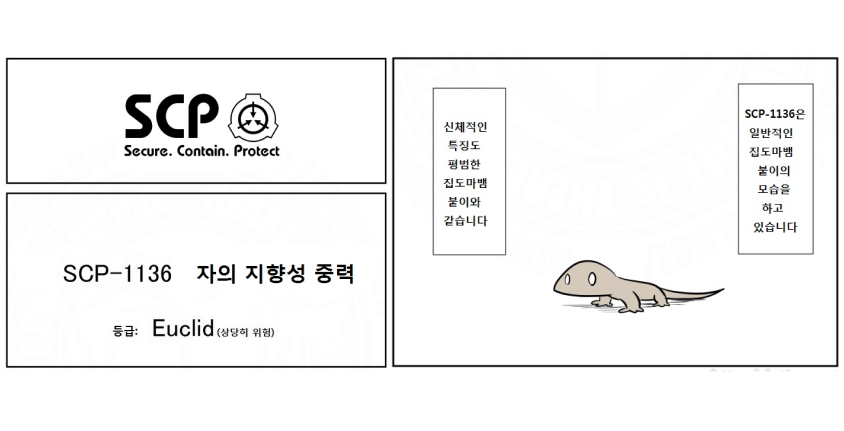 SCP
Secure. Contain. Protect
SCP-1136 자의 지향성 중력
등급: Euclid (상당히 위험)
SCP-1136은
일반적인
집도마뱀
붙이의
모습을
하고
있습니다
신체적인
특징도
평범한
집도마뱀
붙이와
같습니다